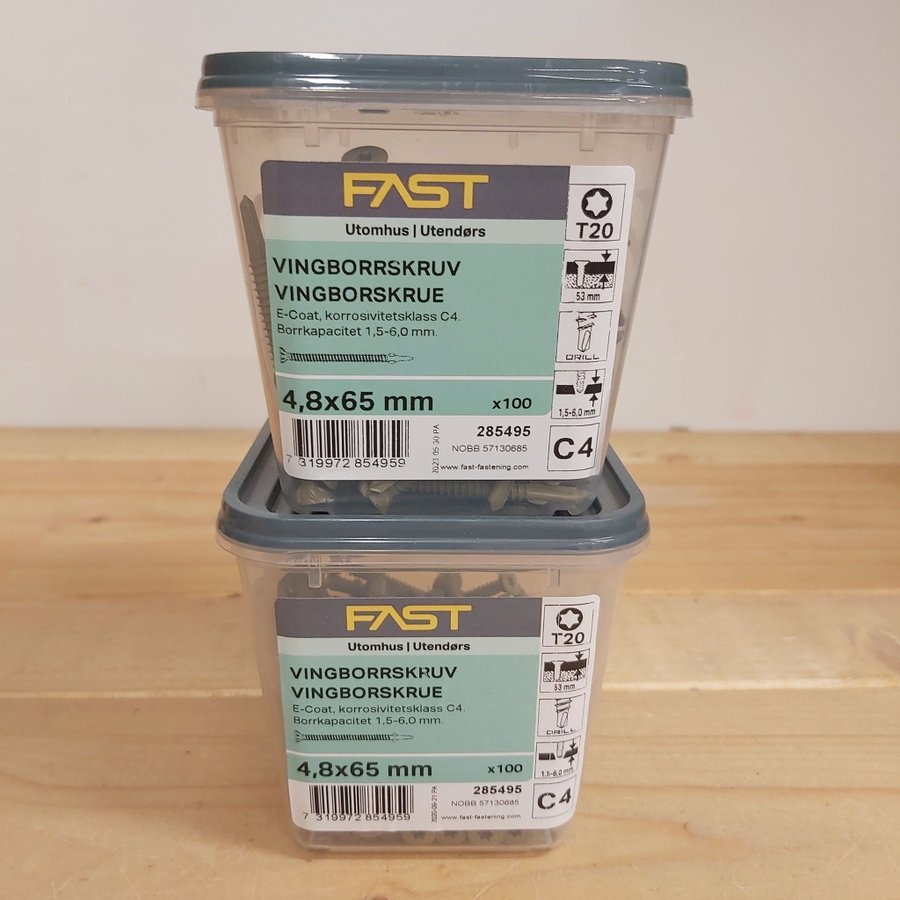 FAST
Utomhus | Utendørs
VINGBORRSKRUV
VINGBORSKRUE
E-Coat, korrosivitetsklass C4.
Borrkapacitet 1,5-6,0 mm.
4,8x65 mm x100
T20
53 mm
DRILL
1,5-6,0 mm
C4
285495
NOBB 57130685
www.fast-fastening.com
7 319972 854959
FAST
Utomhus | Utendørs
VINGBORRSKRUV
VINGBORSKRUE
E-Coat, korrosivitetsklass C4.
Borrkapacitet 1,5-6,0 mm.
4,8x65 mm x100
T20
53 mm
DRILL
1,5-6,0 mm
C4
285495
NOBB 57130685
www.fast-fastening.com
7 319972 854959